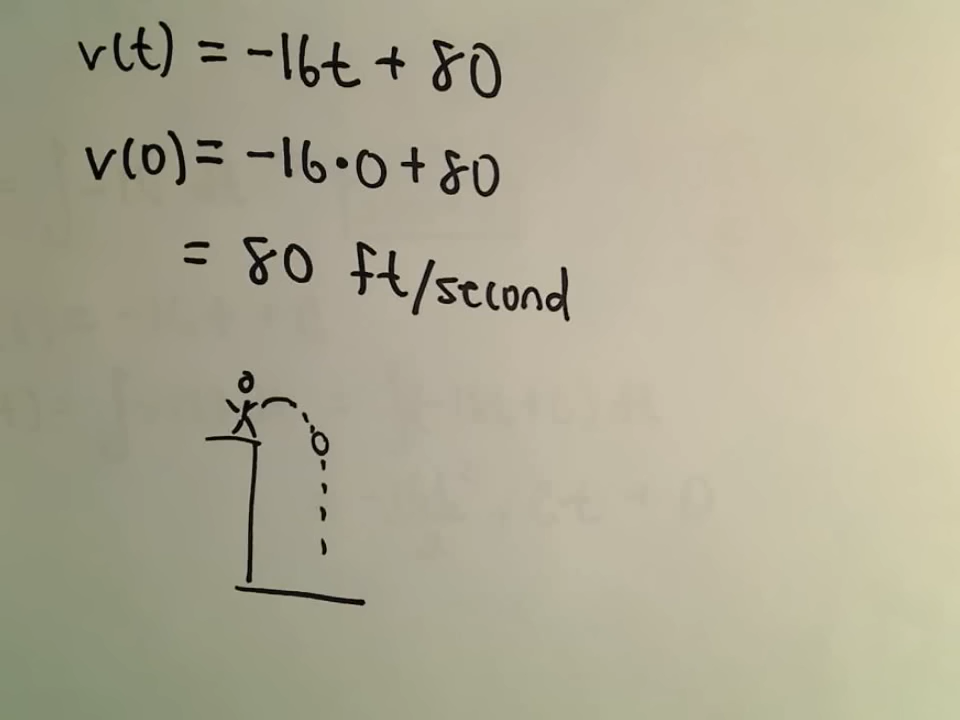 v(t) = -16t + 80
v(0) = -16·0 + 80
= 80 ft/second